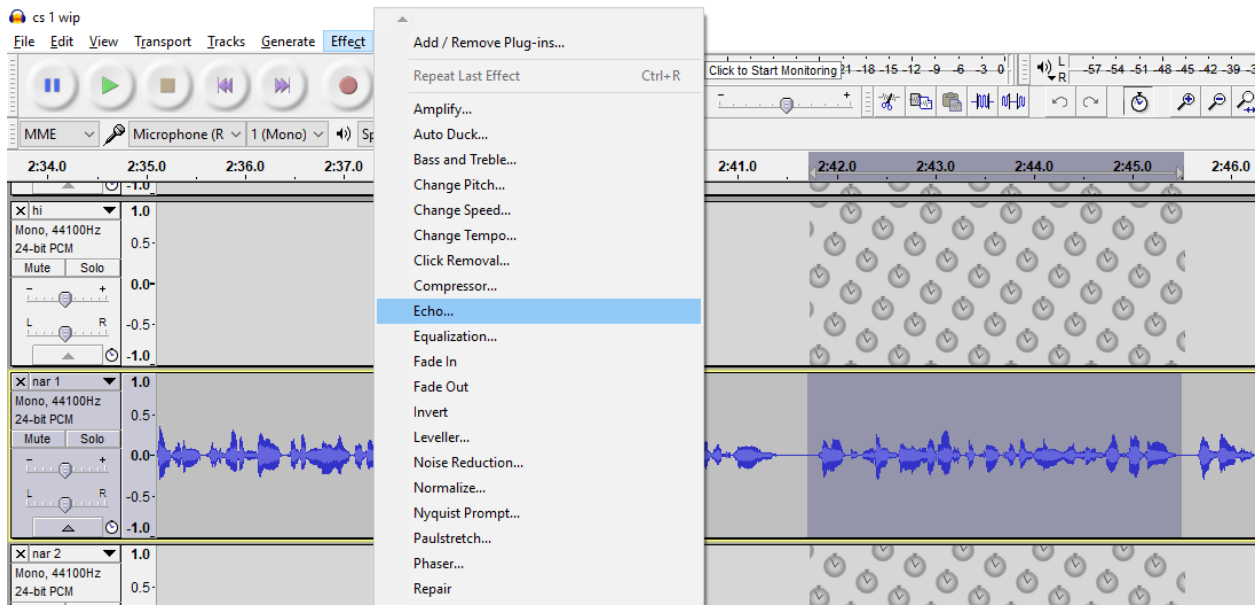 cs 1 wip
File Edit View Transport Tracks Generate Effect
Add / Remove Plug-ins...
Repeat Last Effect Ctrl+R
Amplify...
Auto Duck...
Bass and Treble...
Change Pitch...
Change Speed...
Change Tempo...
Click Removal...
Compressor...
Echo...
Equalization...
Fade In
Fade Out
Invert
Leveller...
Noise Reduction...
Normalize...
Nyquist Prompt...
Paulstretch...
Phaser...
Repair
Click to Start Monitoring 21 -18 -15 -12 -9 -6 -3 0
L R -57 -54 -51 -48 -45 -42 -39
MME Microphone (R 1 (Mono) Sp
2:34.0 2:35.0 2:36.0 2:37.0 2:41.0 2:42.0 2:43.0 2:44.0 2:45.0 2:46.0
-1.0
X hi 1.0
Mono, 44100Hz
24-bit PCM 0.5
Mute Solo
- + 0.0
L R -0.5
-1.0
X nar 1 1.0
Mono, 44100Hz
24-bit PCM 0.5
Mute Solo
- + 0.0
L R -0.5
-1.0
X nar 2 1.0
Mono, 44100Hz
24-bit PCM 0.5